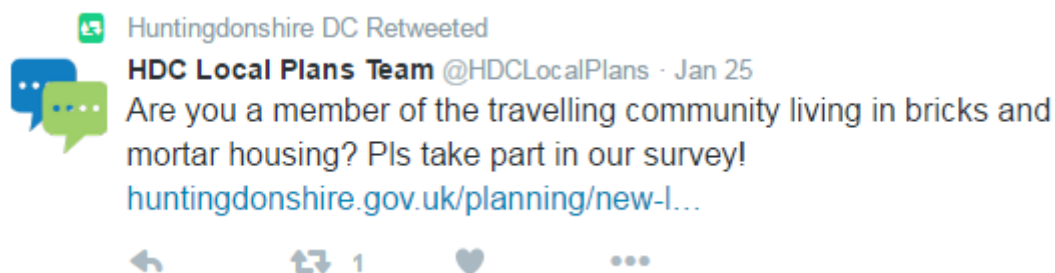 Huntingdonshire DC Retweeted
HDC Local Plans Team @HDCLocalPlans · Jan 25
Are you a member of the travelling community living in bricks and
mortar housing? Pls take part in our survey!
huntingdonshire.gov.uk/planning/new-l…
1